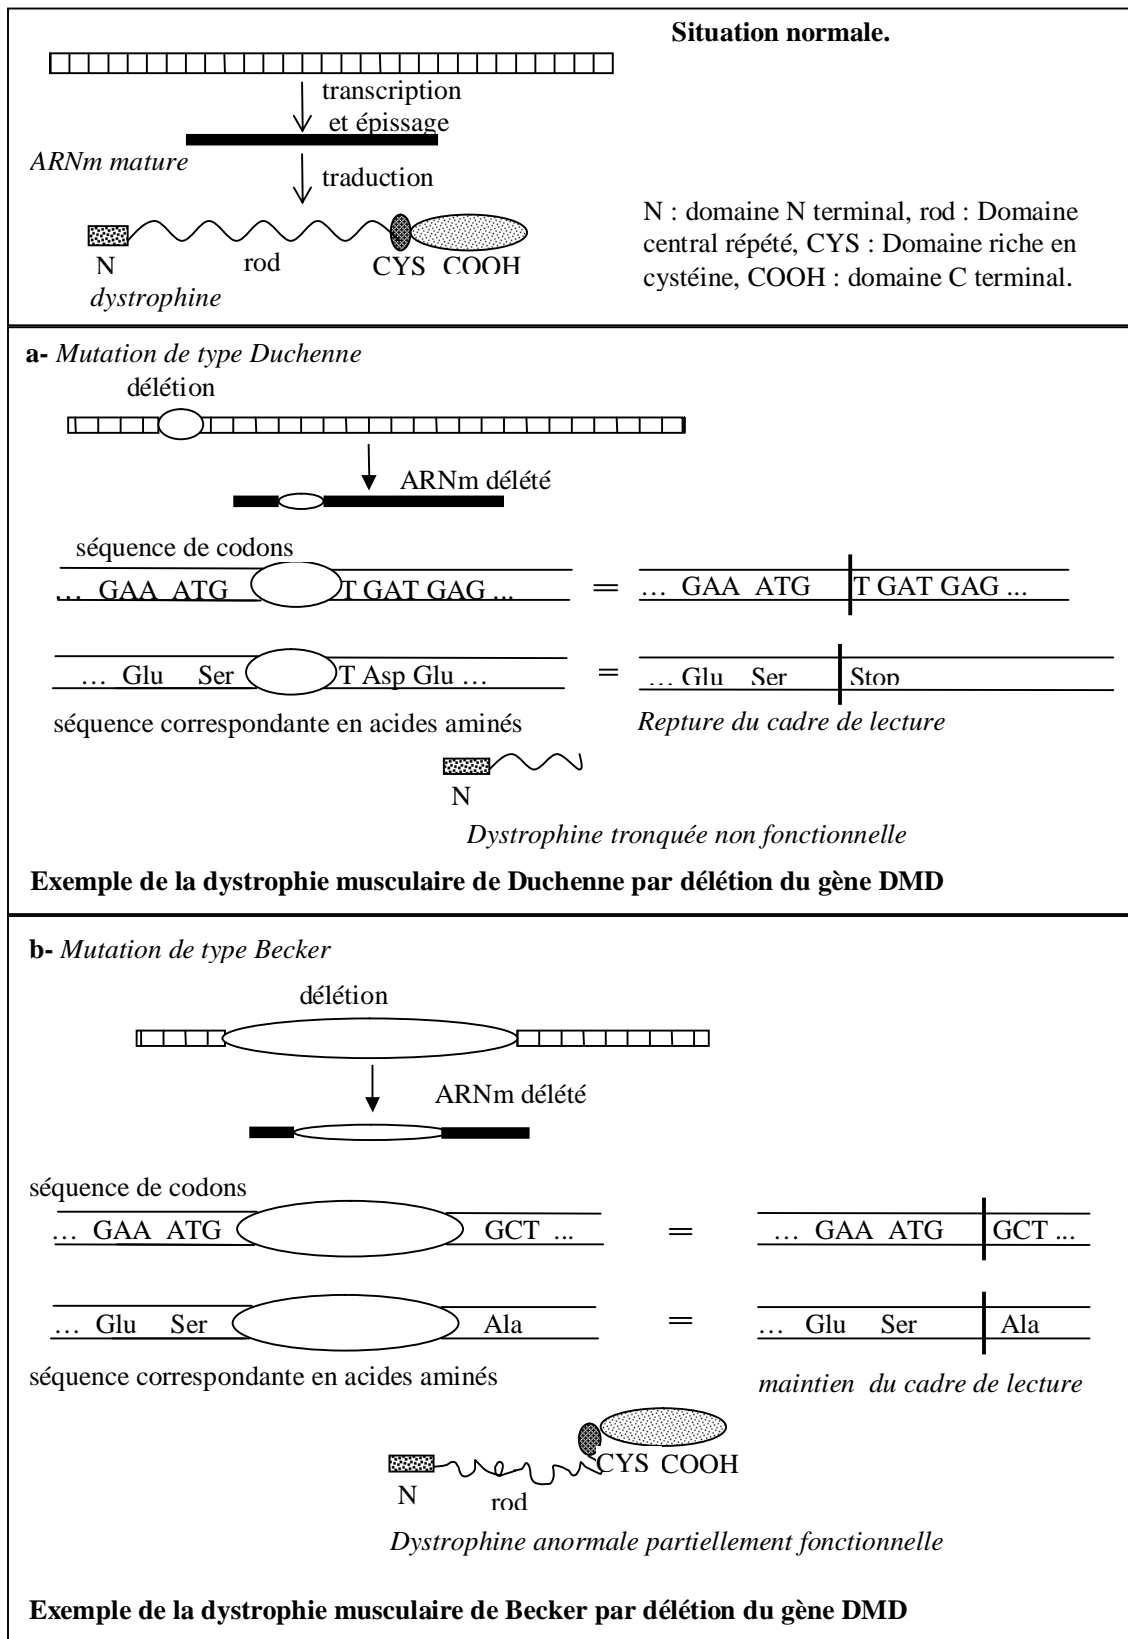 Situation normale.
transcription
et épissage
ARNm mature
traduction
N : domaine N terminal, rod : Domaine
central répété, CYS : Domaine riche en
cystéine, COOH : domaine C terminal.
N rod CYS COOH
dystrophine
a- Mutation de type Duchenne
délétion
ARNm délété
séquence de codons
... GAA ATG T GAT GAG ... = ... GAA ATG T GAT GAG ...
... Glu Ser T Asp Glu ... = ... Glu Ser Stop
séquence correspondante en acides aminés Repture du cadre de lecture
N
Dystrophine tronquée non fonctionnelle
Exemple de la dystrophie musculaire de Duchenne par délétion du gène DMD
b- Mutation de type Becker
délétion
ARNm délété
séquence de codons
... GAA ATG GCT ... = ... GAA ATG GCT ...
... Glu Ser Ala = ... Glu Ser Ala
séquence correspondante en acides aminés maintien du cadre de lecture
CYS COOH
N rod
Dystrophine anormale partiellement fonctionnelle
Exemple de la dystrophie musculaire de Becker par délétion du gène DMD